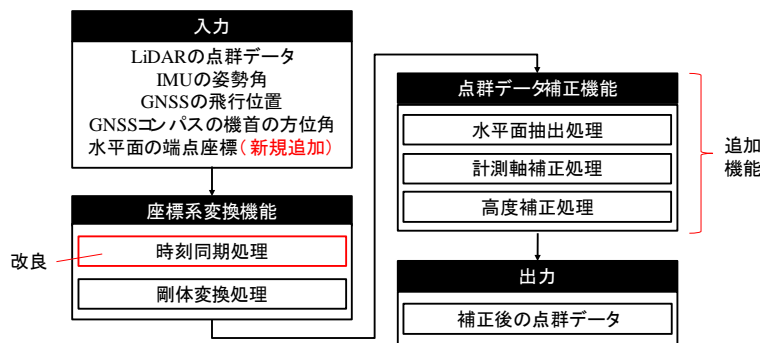 入力
LiDARの点群データ
IMUの姿勢角
GNSSの飛行位置
GNSSコンパスの機首の方位角
水平面の端点座標(新規追加)
座標系変換機能
時刻同期処理
剛体変換処理
改良
点群データ補正機能
水平面抽出処理
計測軸補正処理
高度補正処理
追加
機能
出力
補正後の点群データ